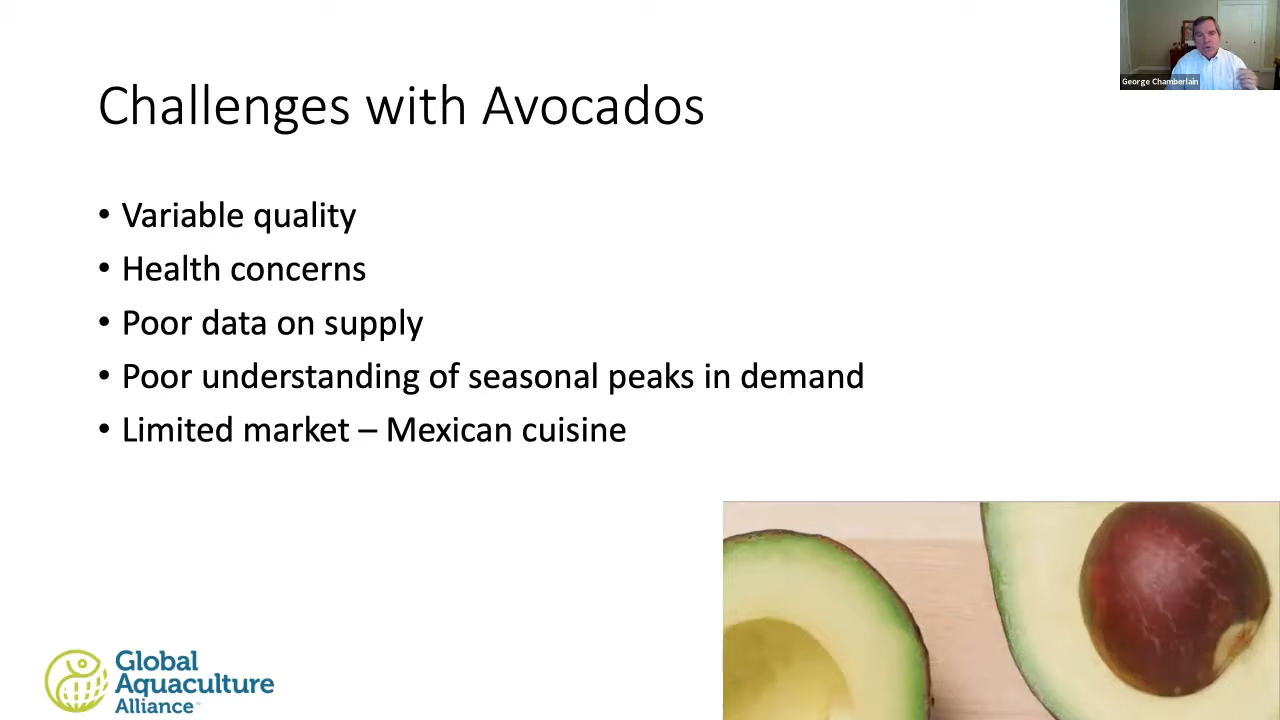 George Chamberlain
Challenges with Avocados
• Variable quality
• Health concerns
• Poor data on supply
• Poor understanding of seasonal peaks in demand
• Limited market – Mexican cuisine
Global
Aquaculture
Alliance™